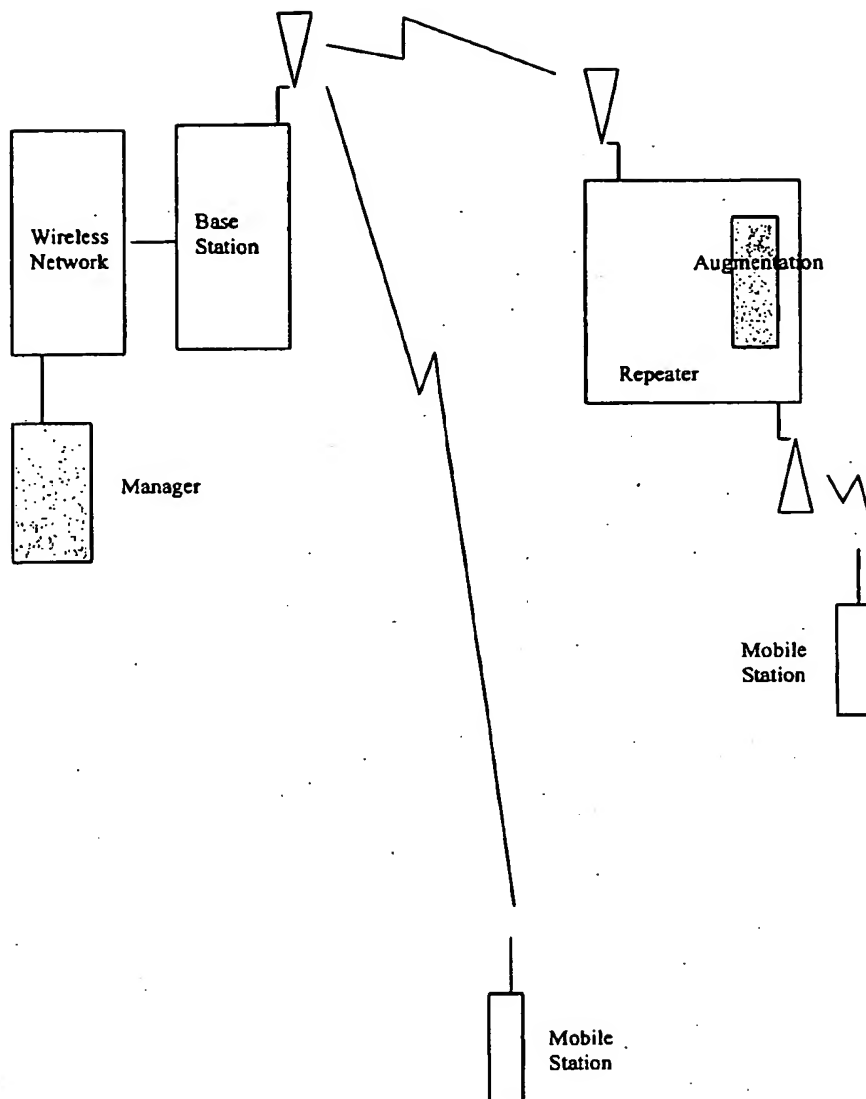 Wireless
Network
Base
Station
Augmentation
Repeater
Manager
Mobile
Station
Mobile
Station